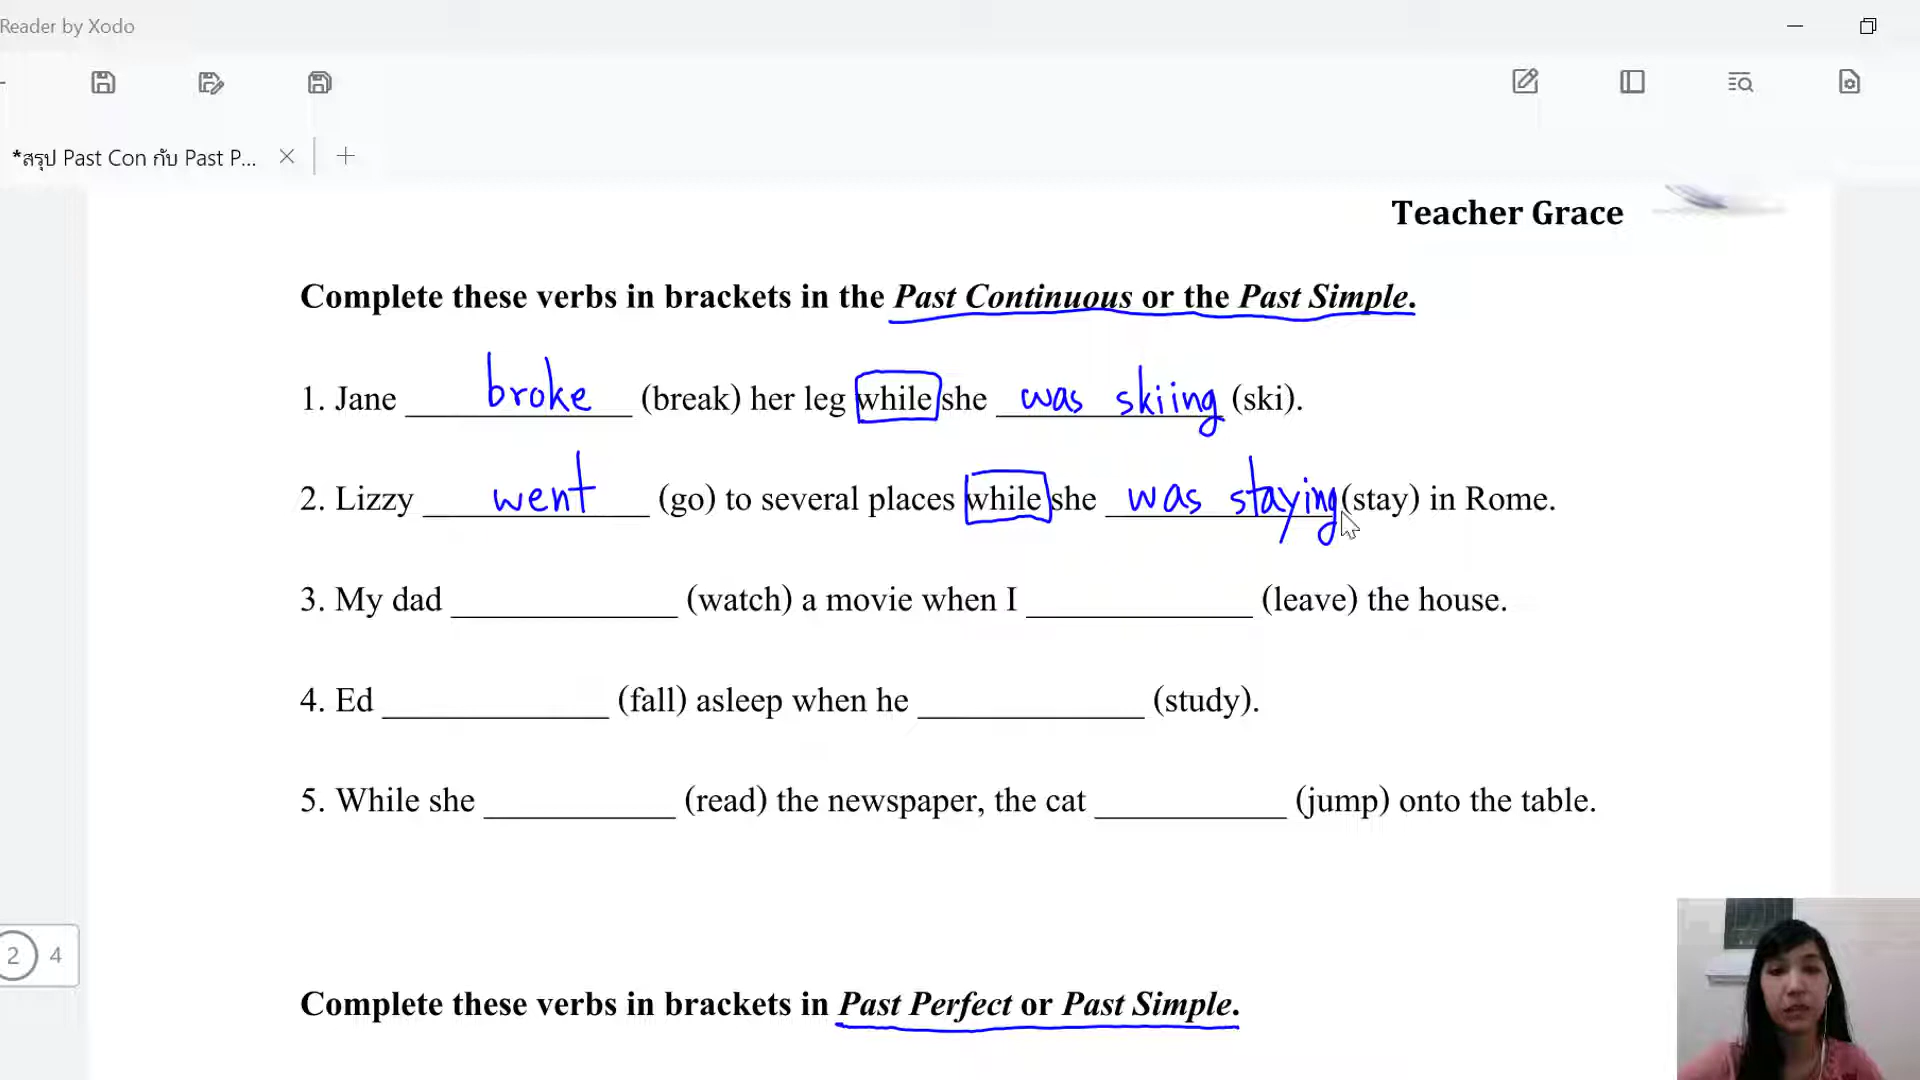 Reader by Xodo
*สรุป Past Con กับ Past P...
Teacher Grace
Complete these verbs in brackets in the Past Continuous or the Past Simple.
1. Jane broke (break) her leg while she was skiing (ski).
2. Lizzy went (go) to several places while she was staying (stay) in Rome.
3. My dad ____________ (watch) a movie when I ____________ (leave) the house.
4. Ed ____________ (fall) asleep when he ____________ (study).
5. While she __________ (read) the newspaper, the cat __________ (jump) onto the table.
2 4
Complete these verbs in brackets in Past Perfect or Past Simple.